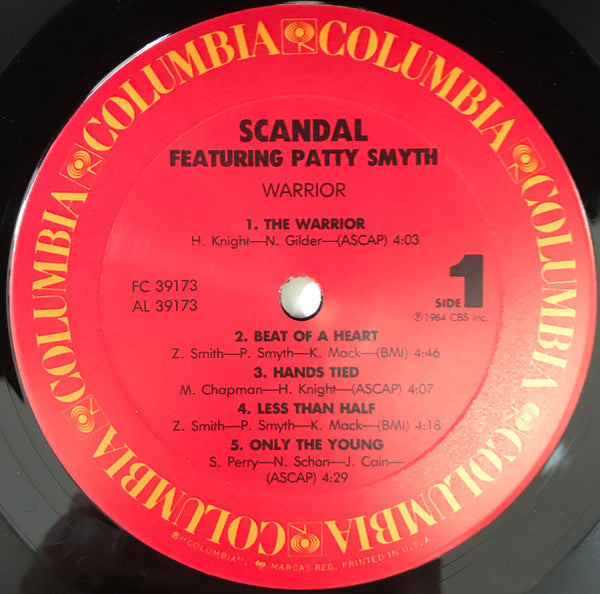 COLUMBIA COLUMBIA COLUMBIA COLUMBIA COLUMBIA COLUMBIA COLUMBIA COLUMBIA
SCANDAL
FEATURING PATTY SMYTH
WARRIOR
1. THE WARRIOR
H. Knight—N. Gilder—(ASCAP) 4:03
FC 39173
AL 39173
SIDE 1
℗1984 CBS Inc.
2. BEAT OF A HEART
Z. Smith—P. Smyth—K. Mack—(BMI) 4:46
3. HANDS TIED
M. Chapman—H. Knight—(ASCAP) 4:07
4. LESS THAN HALF
Z. Smith—P. Smyth—K. Mack—(BMI) 4:18
5. ONLY THE YOUNG
S. Perry—N. Schon—J. Cain—
(ASCAP) 4:29
®"COLUMBIA", MARCAS REG. PRINTED IN U.S.A.